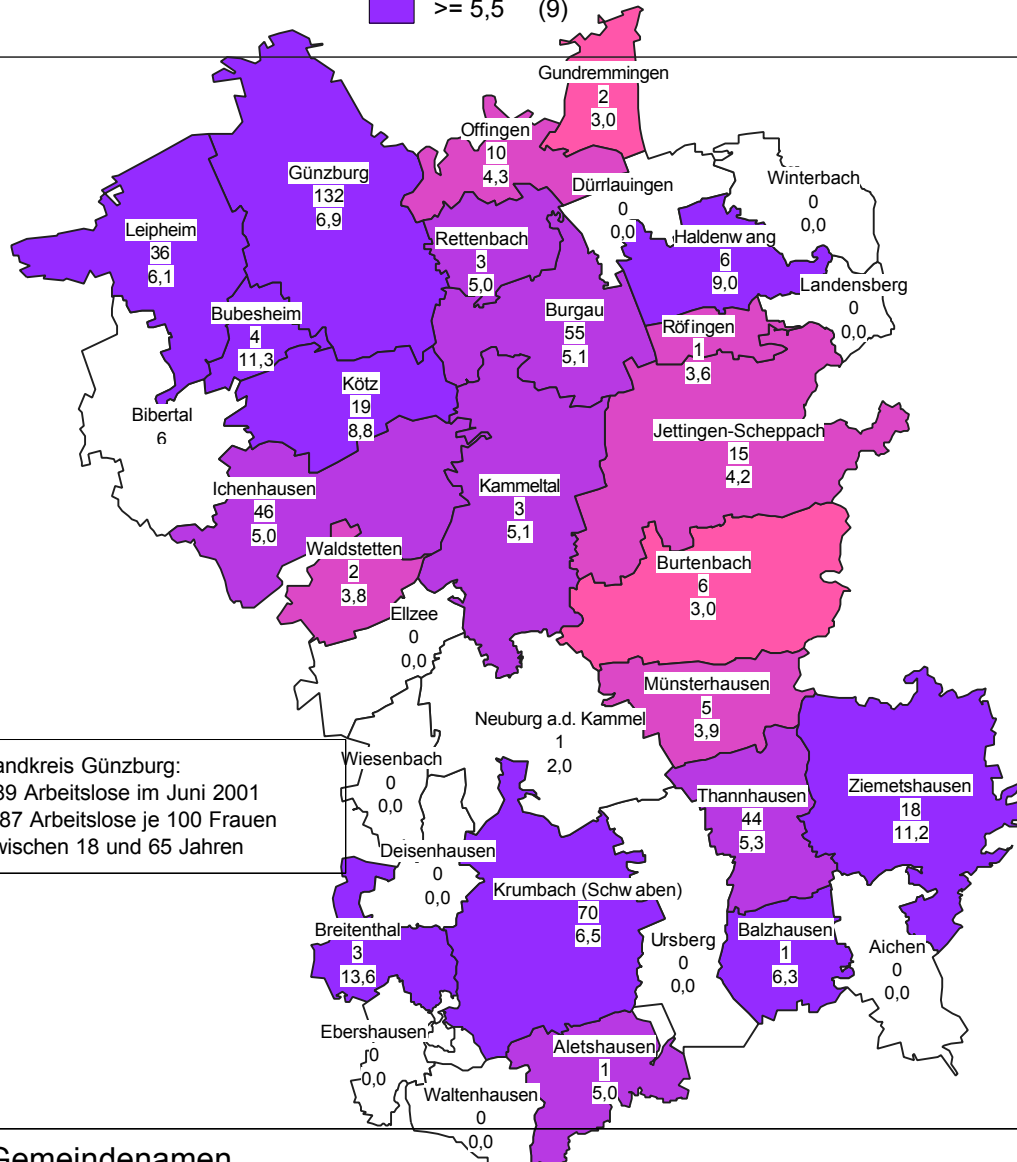 >= 5,5 (9)
Gundremmingen
2
3,0
Offingen
10
4,3
Günzburg
132
6,9
Dürrlauingen
0
0,0
Winterbach
0
0,0
Leipheim
36
6,1
Rettenbach
3
5,0
Haldenwang
6
9,0
Landensberg
0
0,0
Bubesheim
4
11,3
Burgau
55
5,1
Röfingen
1
3,6
Kötz
19
8,8
Bibertal
6
Jettingen-Scheppach
15
4,2
Ichenhausen
46
5,0
Kammeltal
3
5,1
Waldstetten
2
3,8
Burtenbach
6
3,0
Ellzee
0
0,0
Münsterhausen
5
3,9
Neuburg a.d. Kammel
1
2,0
andkreis Günzburg:
39 Arbeitslose im Juni 2001
87 Arbeitslose je 100 Frauen
wischen 18 und 65 Jahren
Wiesenbach
0
0,0
Thannhausen
44
5,3
Ziemetshausen
18
11,2
Deisenhausen
0
0,0
Krumbach (Schwaben)
70
6,5
Breitenthal
3
13,6
Ursberg
0
0,0
Balzhausen
1
6,3
Aichen
0
0,0
Ebershausen
0
0,0
Aletshausen
1
5,0
Waltenhausen
0
0,0
Gemeindenamen